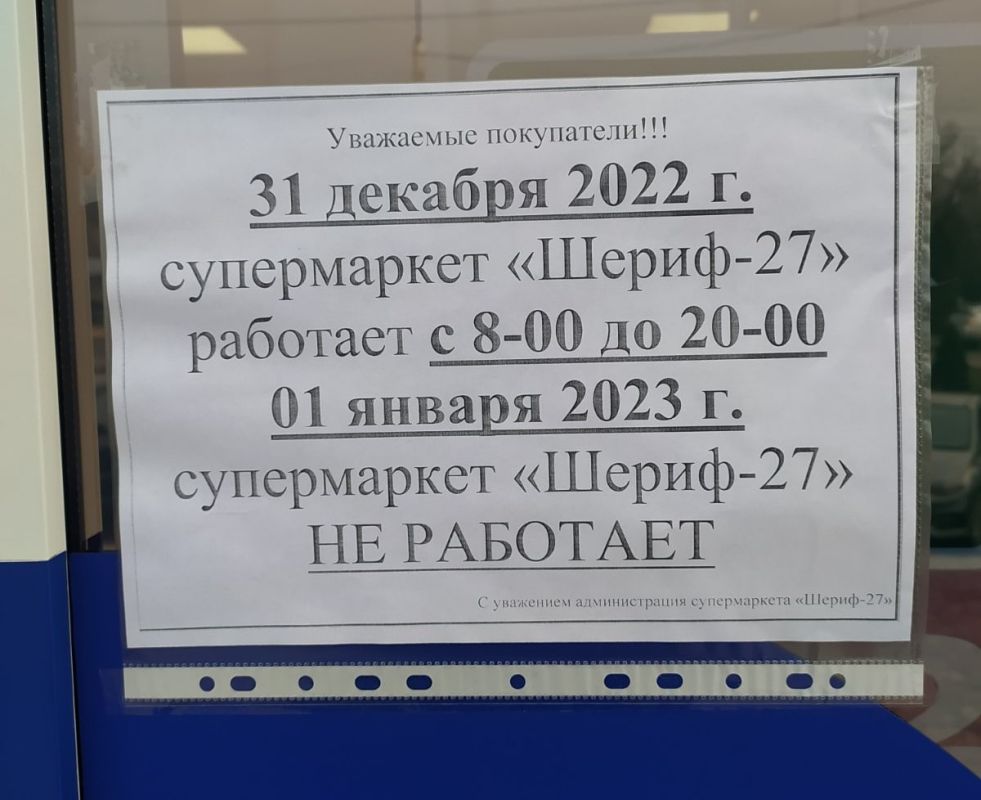 Уважаемые покупатели!!!
31 декабря 2022 г.
супермаркет «Шериф-27»
работает с 8-00 до 20-00
01 января 2023 г.
супермаркет «Шериф-27»
НЕ РАБОТАЕТ
С уважением администрация супермаркета «Шериф-27»